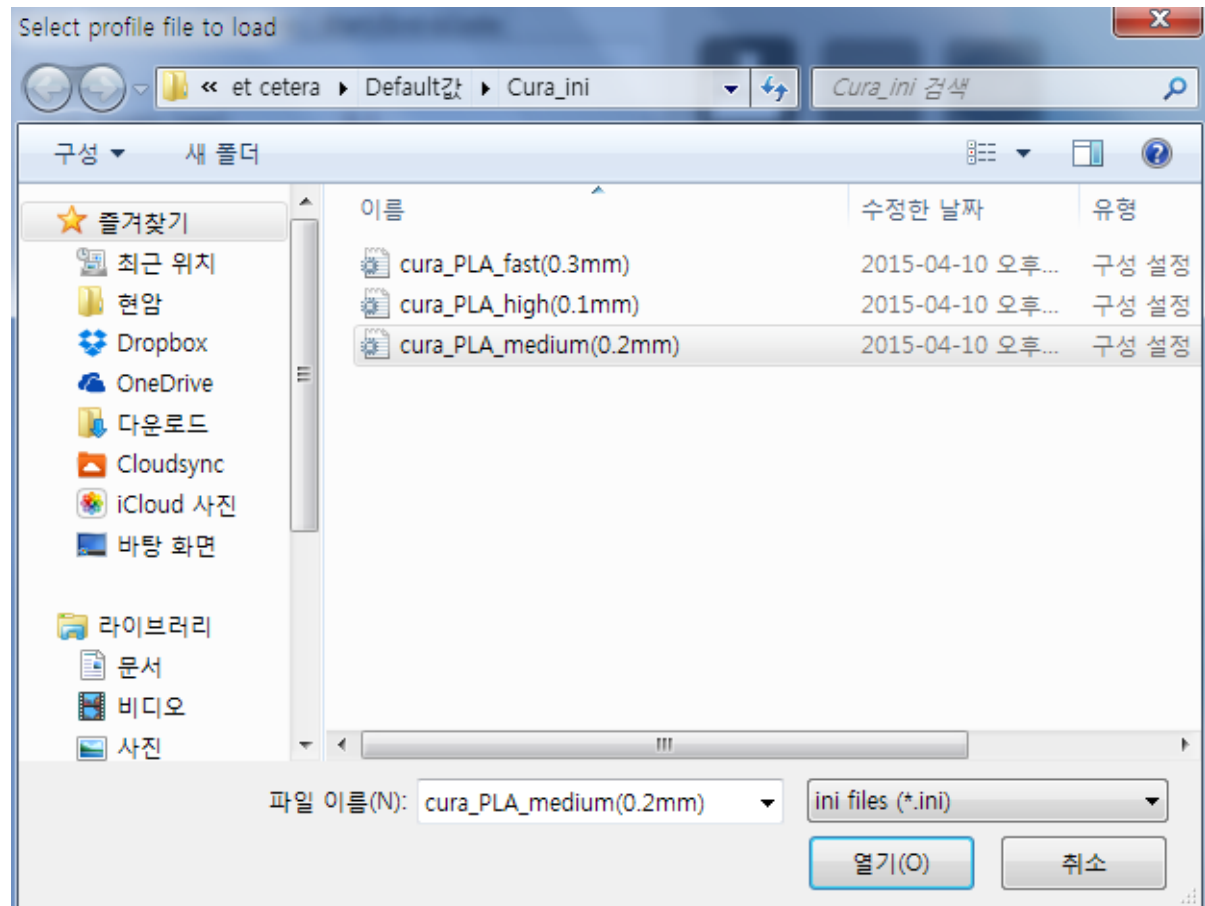 Select profile file to load
« et cetera ▸ Default값 ▸ Cura_ini
Cura_ini 검색
구성 새 폴더
이름 수정한 날짜 유형
cura_PLA_fast(0.3mm) 2015-04-10 오후... 구성 설정
cura_PLA_high(0.1mm) 2015-04-10 오후... 구성 설정
cura_PLA_medium(0.2mm) 2015-04-10 오후... 구성 설정
즐겨찾기
최근 위치
현암
Dropbox
OneDrive
다운로드
Cloudsync
iCloud 사진
바탕 화면
라이브러리
문서
비디오
사진
파일 이름(N): cura_PLA_medium(0.2mm) ini files (*.ini)
열기(O) 취소